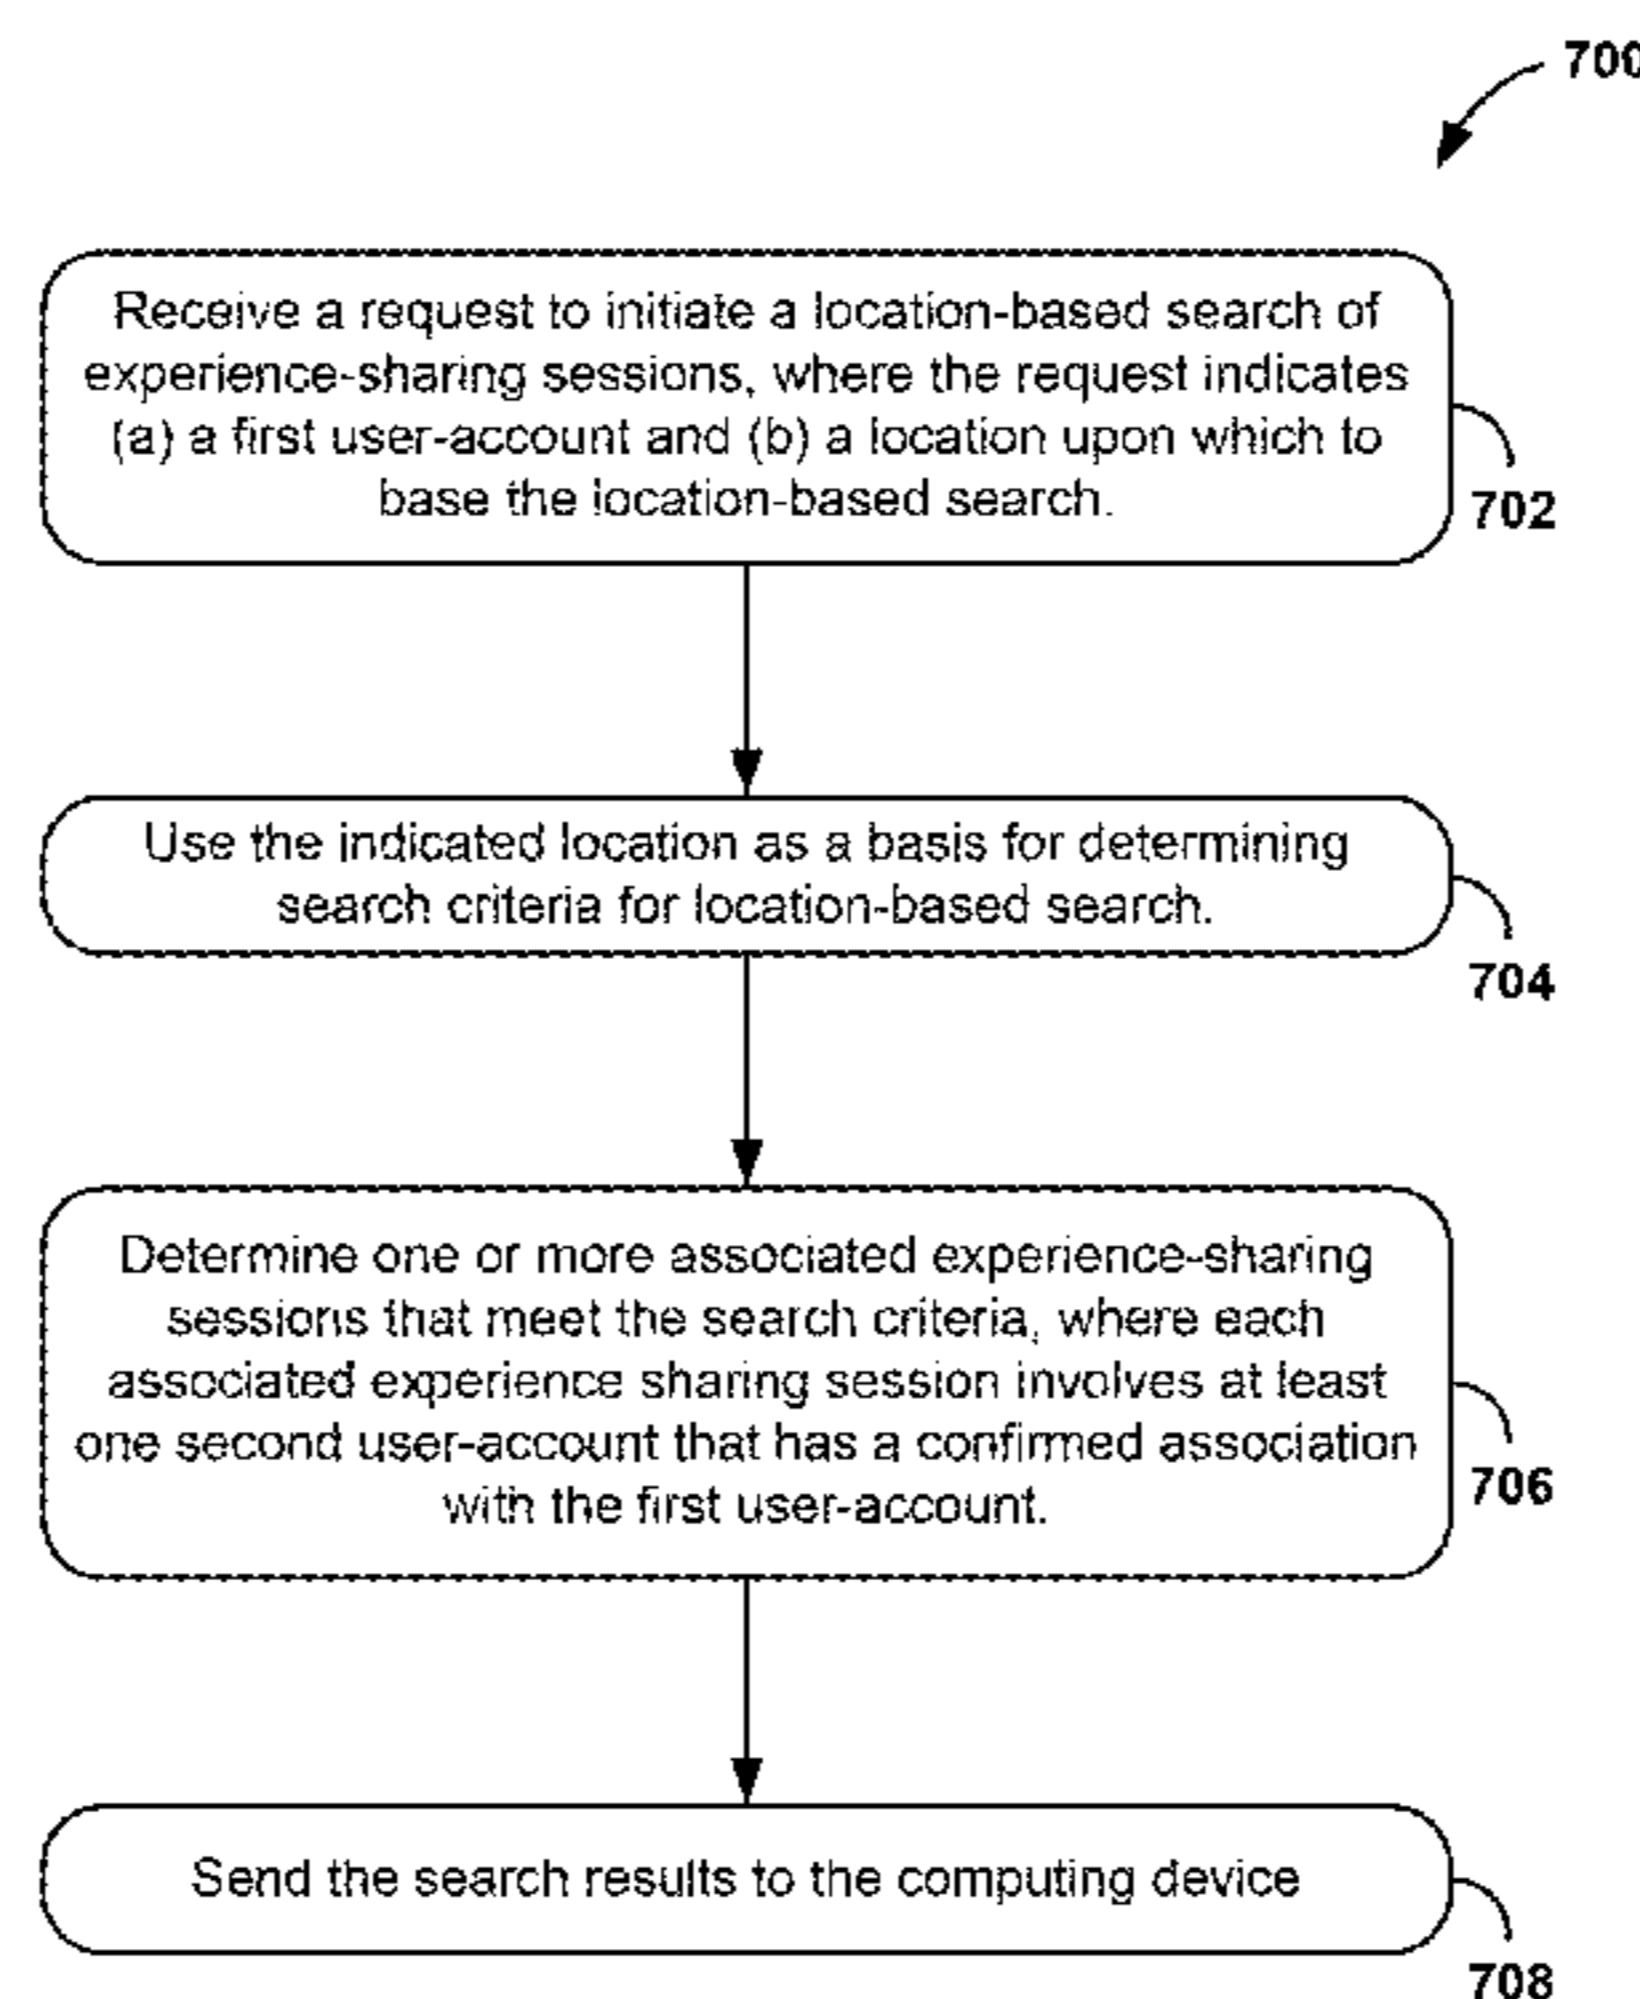 700
Receive a request to initiate a location-based search of
experience-sharing sessions, where the request indicates
(a) a first user-account and (b) a location upon which to
base the location-based search.
702
Use the indicated location as a basis for determining
search criteria for location-based search.
704
Determine one or more associated experience-sharing
sessions that meet the search criteria, where each
associated experience sharing session involves at least
one second user-account that has a confirmed association
with the first user-account.
706
Send the search results to the computing device
708